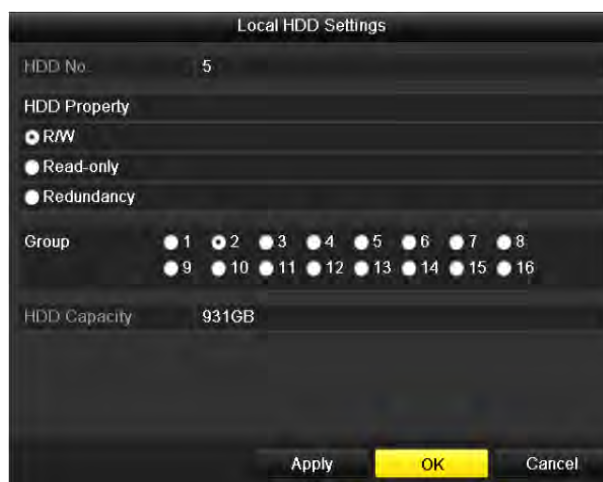 Local HDD Settings
HDD No. 5
HDD Property
R/W
Read-only
Redundancy
Group 1 2 3 4 5 6 7 8
9 10 11 12 13 14 15 16
HDD Capacity 931GB
Apply OK Cancel